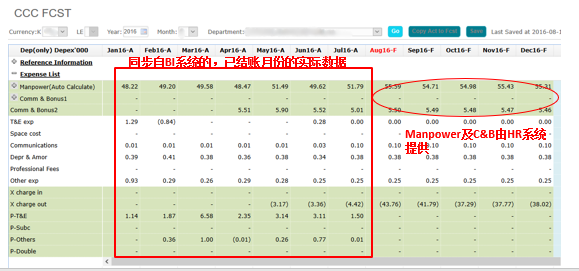 CCC FCST
Currency: K LE Year: 2016 Month: Department: Go Copy Act to Fcst Save Last Saved at 2016-08-1
Dep(only) Depex'000 Jan16-A Feb16-A Mar16-A Apr16-A May16-A Jun16-A Jul16-A Aug16-F Sep16-F Oct16-F Nov16-F Dec16-F
Reference Information
同步自BI系统的，已结账月份的实际数据
Expense List
Manpower(Auto Calculate) 48.22 49.20 49.58 48.47 51.49 49.62 51.79 55.59 54.71 54.98 55.43 55.31
Comm & Bonus1 - - - - - - - - - - - -
Comm & Bonus2 - - - 5.51 5.90 5.52 5.01 5.50 5.49 5.48 5.47 5.46
T&E exp 1.29 (0.84) - - - 0.28 0.00 0.00 0.00 0.00 0.00 0.00
Space cost - - - - - - - - - - - -
Manpower及C&B由HR系统
提供
Communications 0.01 0.01 0.01 0.01 0.01 0.03 0.10 0.10 0.10 0.10 0.10 0.10
Depr & Amor 0.39 0.41 0.38 0.36 0.38 0.34 0.38 0.38 0.38 0.38 0.38 0.38
Professional Fees - - - - - - - - - - - -
Other exp 0.93 0.29 0.26 0.29 0.28 0.25 0.25 0.25 0.25 0.25 0.25 0.25
X charge in - - - - - - - - - - - -
X charge out - - - - (3.17) (3.36) (4.42) (43.76) (41.79) (37.29) (37.77) (38.02)
P-T&E 1.14 1.87 6.58 2.35 3.14 3.11 1.50 - - - - -
P-Subc - - - - - - - - - - - -
P-Others - 0.36 1.00 (0.01) 0.26 0.77 0.01 - - - - -
P-Double - - - - - - - - - - - -